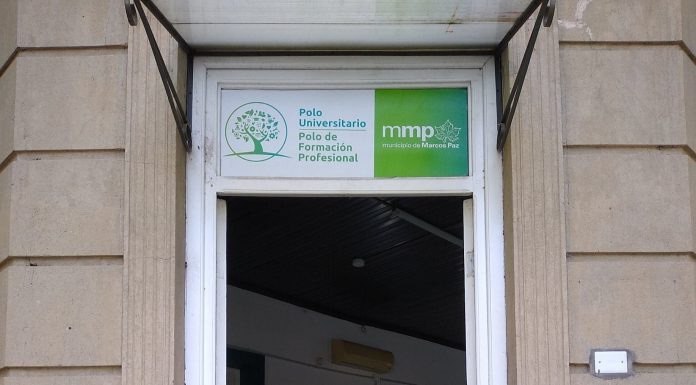 Polo
Universitario
Polo de
Formación
Profesional
mmp
municipio de Marcos Paz